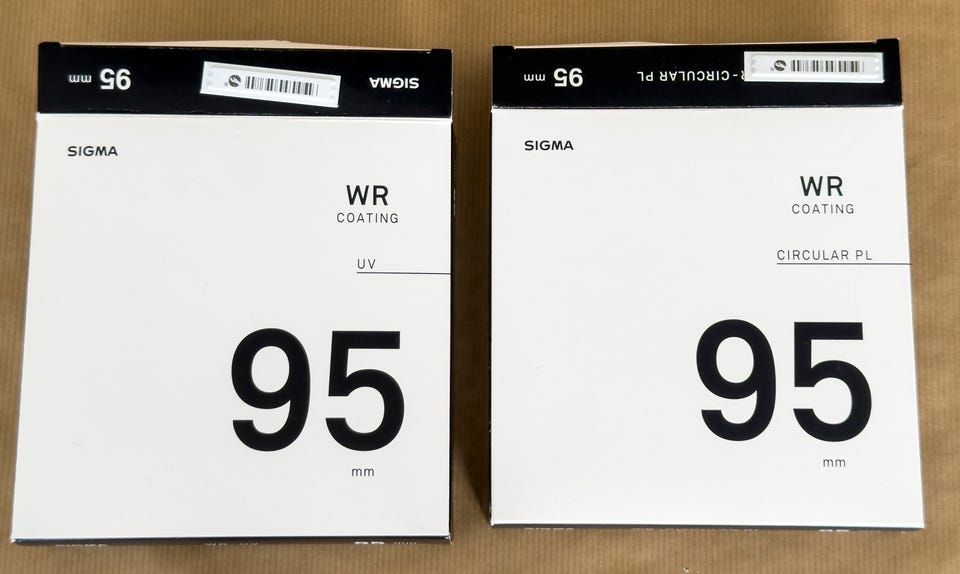 95 mm
SIGMA
SIGMA
WR
COATING
UV
95
mm
95 mm
R-CIRCULAR PL
SIGMA
WR
COATING
CIRCULAR PL
95
mm